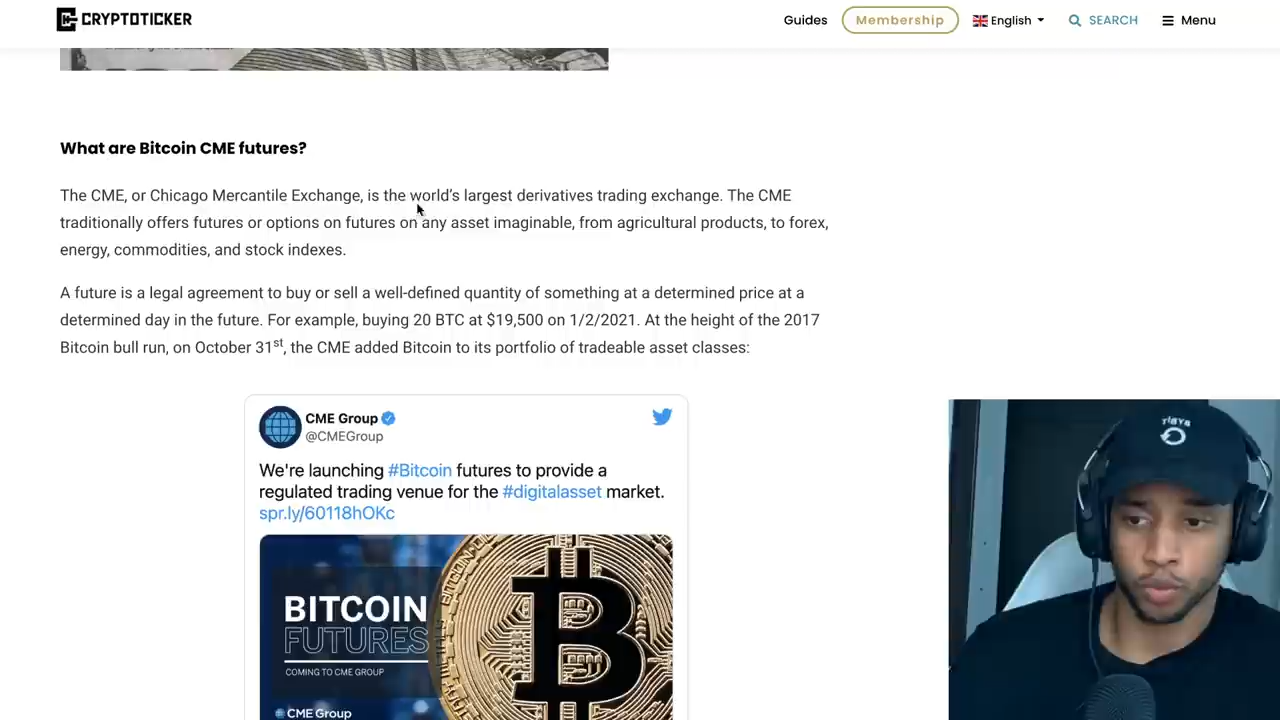 CRYPTOTICKER
Guides
Membership
English
SEARCH
Menu
What are Bitcoin CME futures?
The CME, or Chicago Mercantile Exchange, is the world's largest derivatives trading exchange. The CME
traditionally offers futures or options on futures on any asset imaginable, from agricultural products, to forex,
energy, commodities, and stock indexes.
A future is a legal agreement to buy or sell a well-defined quantity of something at a determined price at a
determined day in the future. For example, buying 20 BTC at $19,500 on 1/2/2021. At the height of the 2017
Bitcoin bull run, on October 31st, the CME added Bitcoin to its portfolio of tradeable asset classes:
CME Group
@CMEGroup
We're launching #Bitcoin futures to provide a
regulated trading venue for the #digitalasset market.
spr.ly/60118hOKc
BITCOIN
FUTURES
COMING TO CME GROUP
CME Group